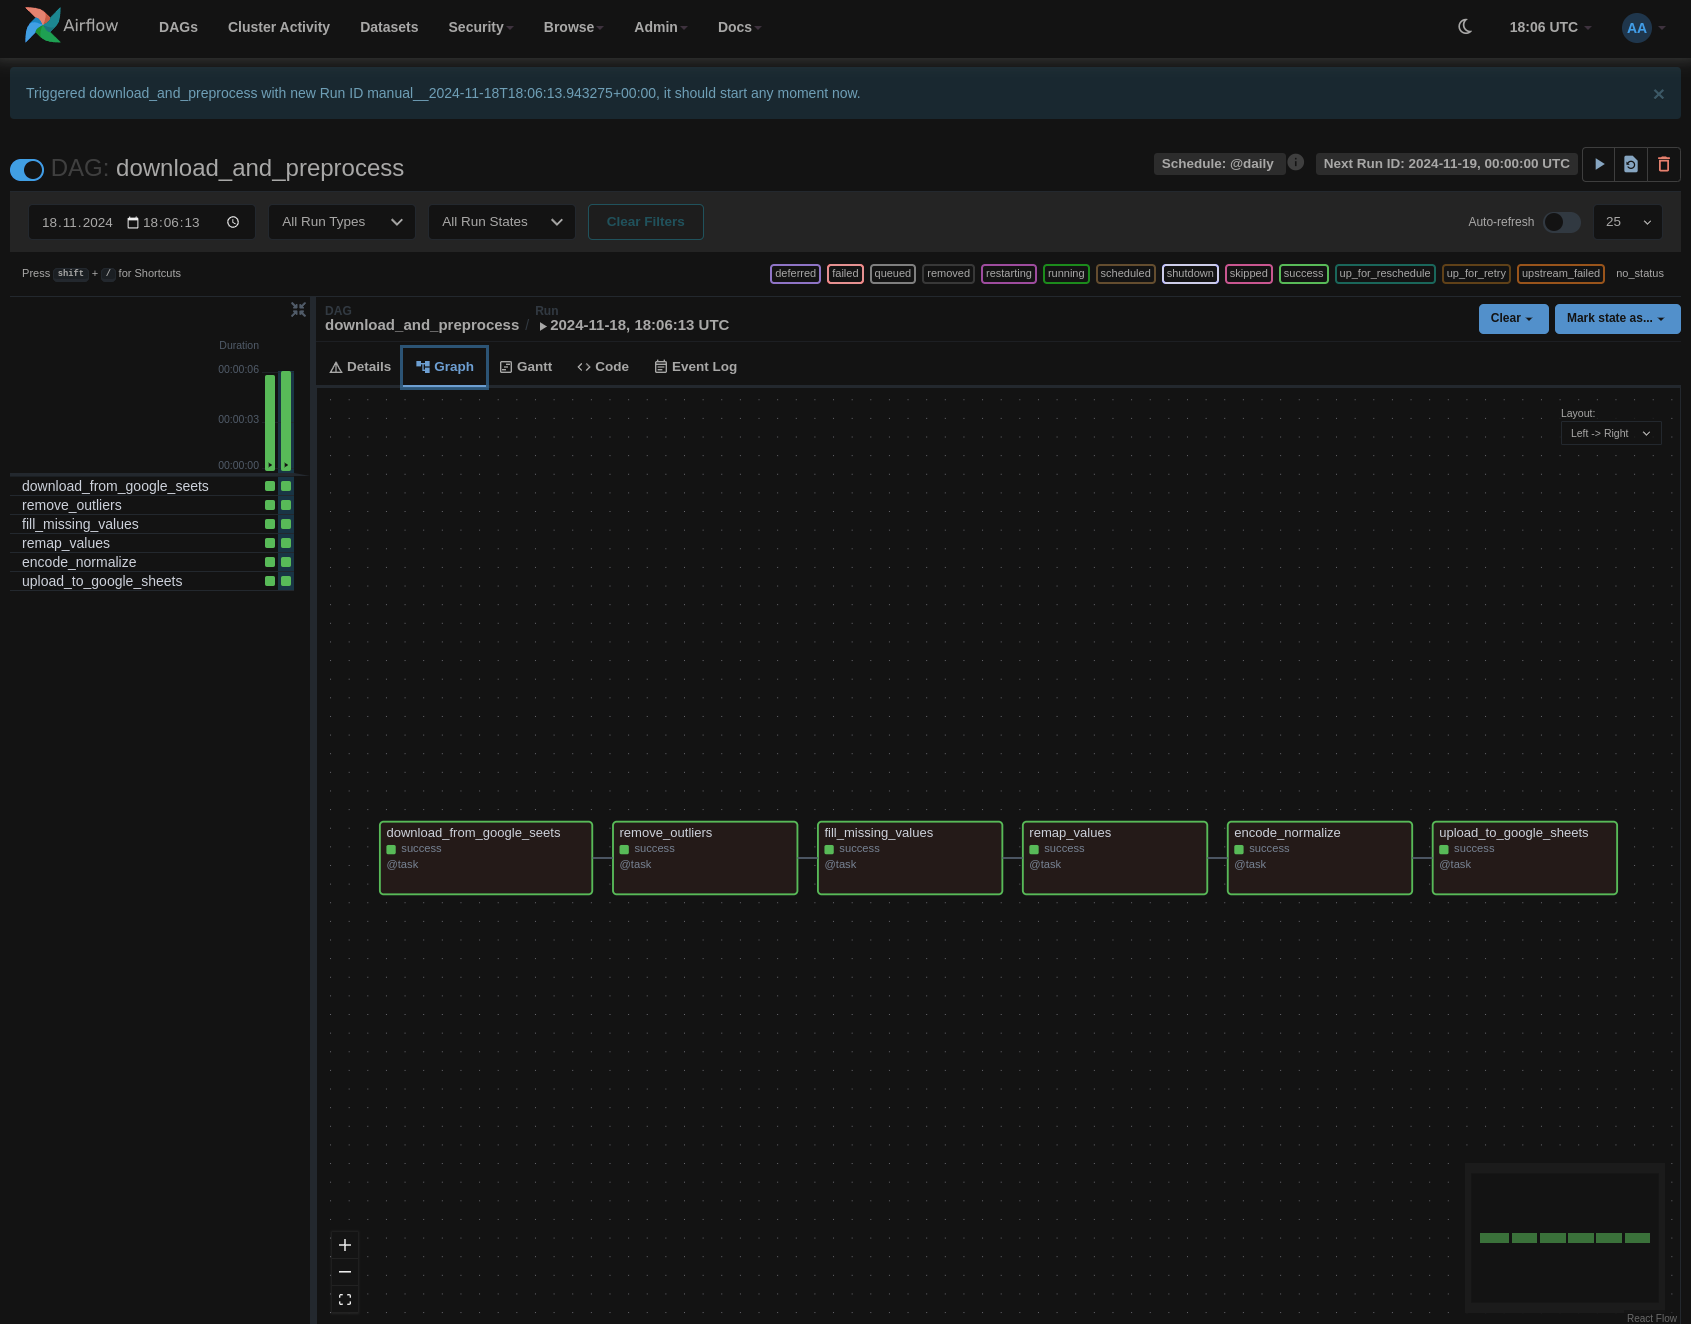 Airflow DAGs Cluster Activity Datasets Security Browse Admin Docs 18:06 UTC AA
Triggered download_and_preprocess with new Run ID manual__2024-11-18T18:06:13.943275+00:00, it should start any moment now. ×
DAG: download_and_preprocess Schedule: @daily Next Run ID: 2024-11-19, 00:00:00 UTC
18.11.2024 18:06:13 All Run Types All Run States Clear Filters Auto-refresh 25
Press shift + / for Shortcuts deferred failed queued removed restarting running scheduled shutdown skipped success up_for_reschedule up_for_retry upstream_failed no_status
DAG Run
download_and_preprocess / 2024-11-18, 18:06:13 UTC Clear Mark state as...
Duration
00:00:06
00:00:03
00:00:00
download_from_google_seets
remove_outliers
fill_missing_values
remap_values
encode_normalize
upload_to_google_sheets
Details Graph Gantt Code Event Log
Layout:
Left -> Right
download_from_google_seets
success
@task
remove_outliers
success
@task
fill_missing_values
success
@task
remap_values
success
@task
encode_normalize
success
@task
upload_to_google_sheets
success
@task
React Flow